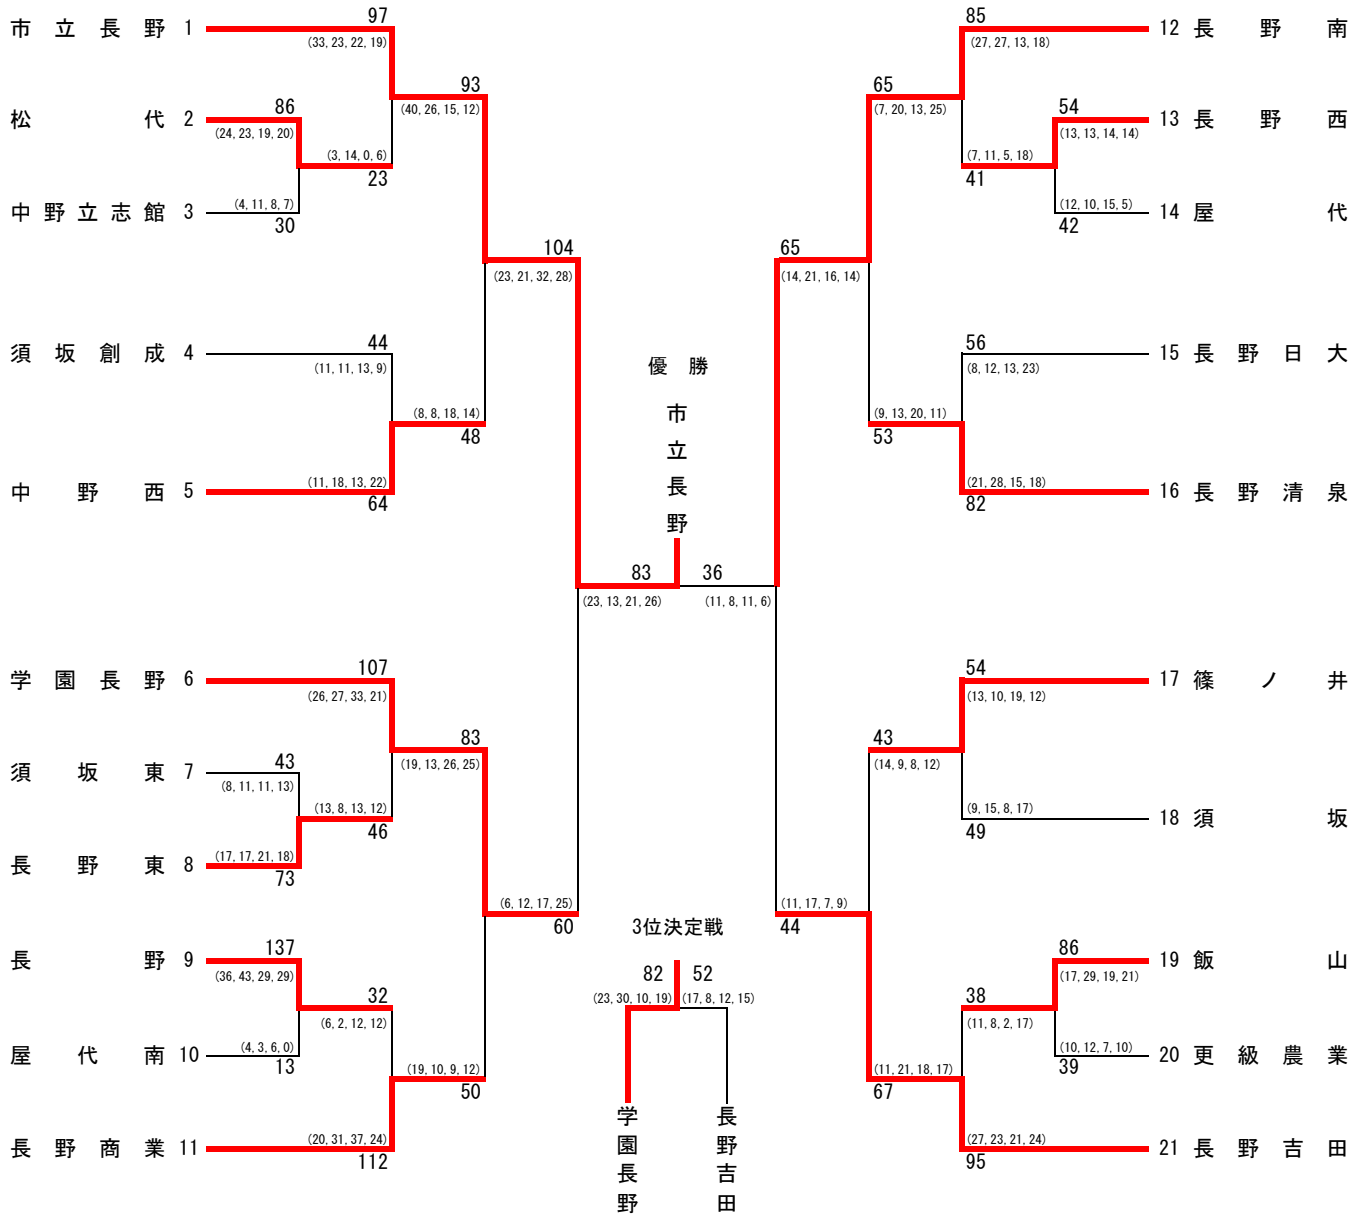 市立長野 1
97
(33, 23, 22, 19)
93
(40, 26, 15, 12)
松代 2
86
(24, 23, 19, 20)
(3, 14, 0, 6)
23
中野立志館 3
(4, 11, 8, 7)
30
104
(23, 21, 32, 28)
須坂創成 4
44
(11, 11, 13, 9)
(8, 8, 18, 14)
48
中野西 5
(11, 18, 13, 22)
64
学園長野 6
107
(26, 27, 33, 21)
83
(19, 13, 26, 25)
須坂東 7
43
(8, 11, 11, 13)
(13, 8, 13, 12)
46
長野東 8
(17, 17, 21, 18)
73
(6, 12, 17, 25)
60
長野 9
137
(36, 43, 29, 29)
32
(6, 2, 12, 12)
屋代南 10
(4, 3, 6, 0)
13
(19, 10, 9, 12)
50
長野商業 11
(20, 31, 37, 24)
112
優勝
市立長野
83
36
(23, 13, 21, 26)
(11, 8, 11, 6)
3位決定戦
82
52
(23, 30, 10, 19)
(17, 8, 12, 15)
学園長野
長野吉田
85
12 長野南
(27, 27, 13, 18)
65
(7, 20, 13, 25)
54
13 長野西
(13, 13, 14, 14)
(7, 11, 5, 18)
41
(12, 10, 15, 5)
14 屋代
42
65
(14, 21, 16, 14)
56
15 長野日大
(8, 12, 13, 23)
(9, 13, 20, 11)
53
(21, 28, 15, 18)
16 長野清泉
82
54
17 篠ノ井
(13, 10, 19, 12)
43
(14, 9, 8, 12)
(9, 15, 8, 17)
18 須坂
49
(11, 17, 7, 9)
44
86
19 飯山
(17, 29, 19, 21)
38
(11, 8, 2, 17)
(10, 12, 7, 10)
20 更級農業
39
(11, 21, 18, 17)
67
(27, 23, 21, 24)
21 長野吉田
95